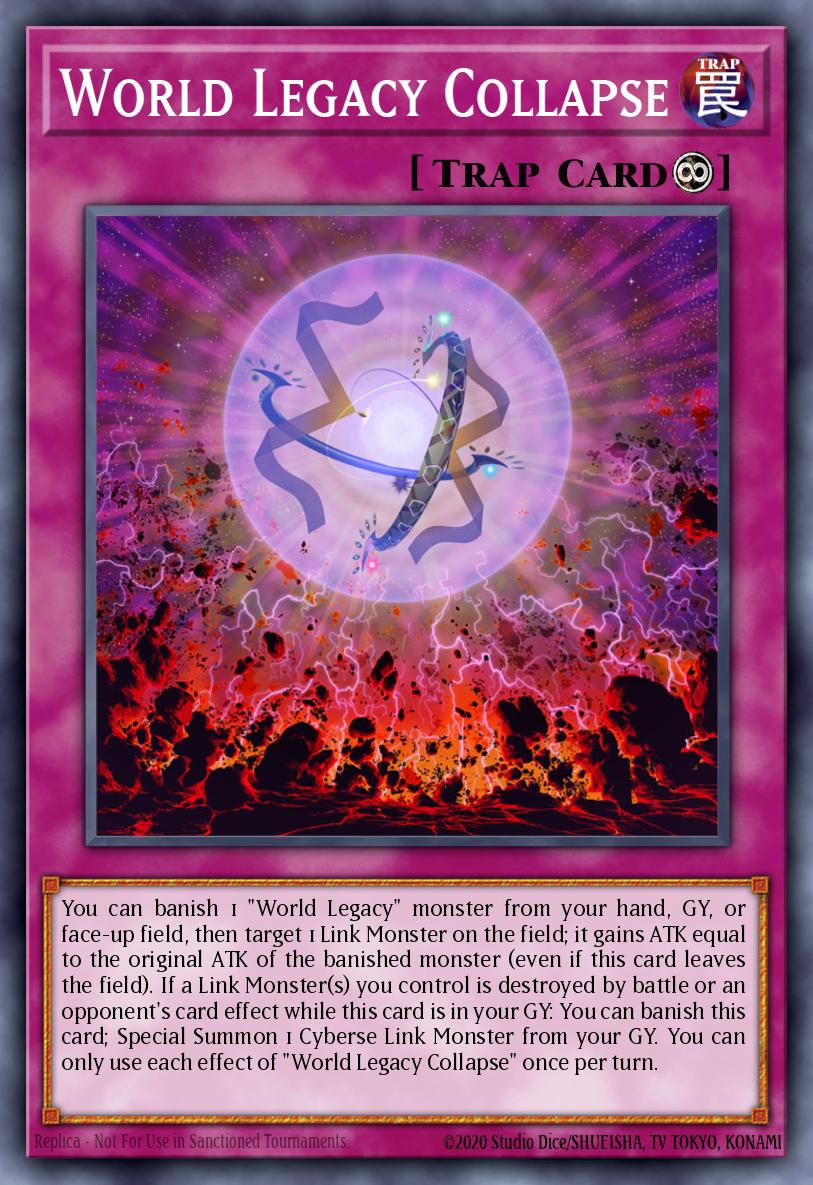 World Legacy Collapse
TRAP
罠
[Trap Card]
You can banish 1 "World Legacy" monster from your hand, GY, or
face-up field, then target 1 Link Monster on the field; it gains ATK equal
to the original ATK of the banished monster (even if this card leaves
the field). If a Link Monster(s) you control is destroyed by battle or an
opponent's card effect while this card is in your GY: You can banish this
card; Special Summon 1 Cyberse Link Monster from your GY. You can
only use each effect of "World Legacy Collapse" once per turn.
Replica - Not For Use in Sanctioned Tournaments.
©2020 Studio Dice/SHUEISHA, TV TOKYO, KONAMI